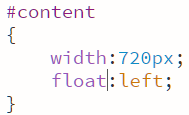 #content
{
    width:720px;
    float:left;
}